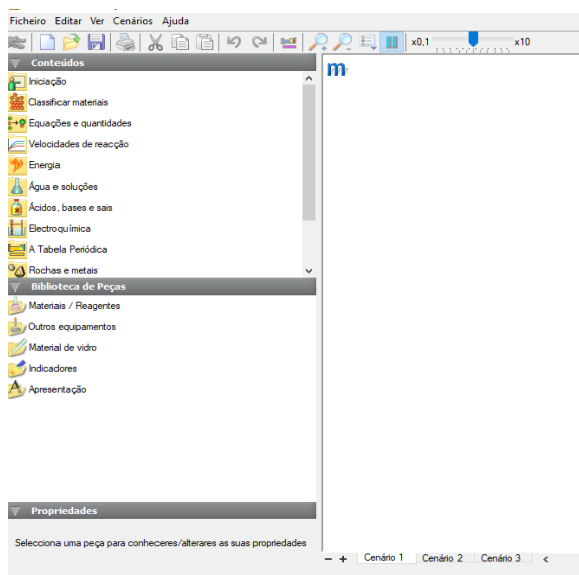 Ficheiro Editar Ver Cenários Ajuda
x0,1 x10
Conteúdos
Iniciação
Classificar materiais
Equações e quantidades
Velocidades de reacção
Energia
Água e soluções
Ácidos, bases e sais
Electroquímica
A Tabela Periódica
Rochas e metais
Biblioteca de Peças
Materiais / Reagentes
Outros equipamentos
Material de vidro
Indicadores
Apresentação
Propriedades
Selecciona uma peça para conheceres/alterares as suas propriedades
m
− + Cenário 1 Cenário 2 Cenário 3 <